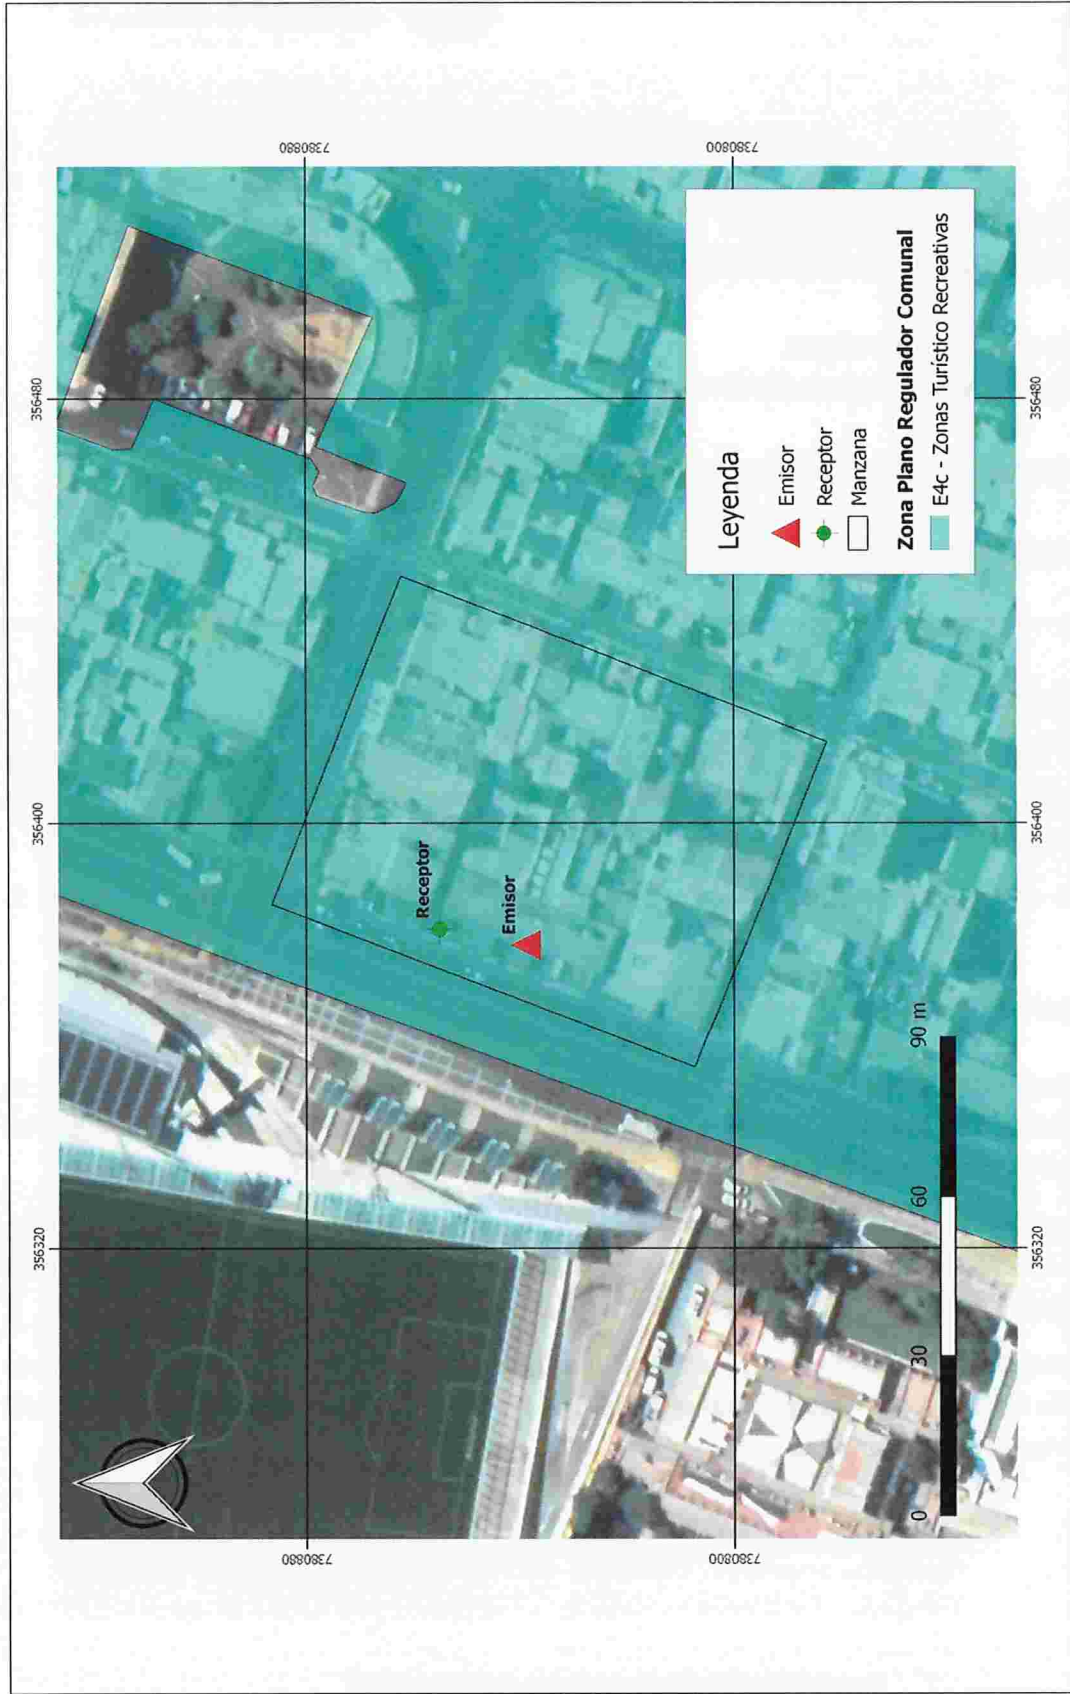 356320
356400
356480
7380880
7380880
Receptor
Emisor
Leyenda
Emisor
Receptor
Manzana
Zona Plano Regulador Comunal
E4c - Zonas Turístico Recreativas
7380800
7380800
0
30
60
90 m
356320
356400
356480